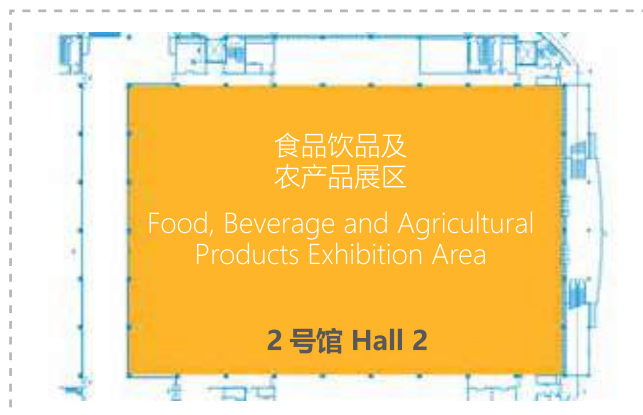 食品饮品及
农产品展区
Food, Beverage and Agricultural
Products Exhibition Area
2 号馆 Hall 2